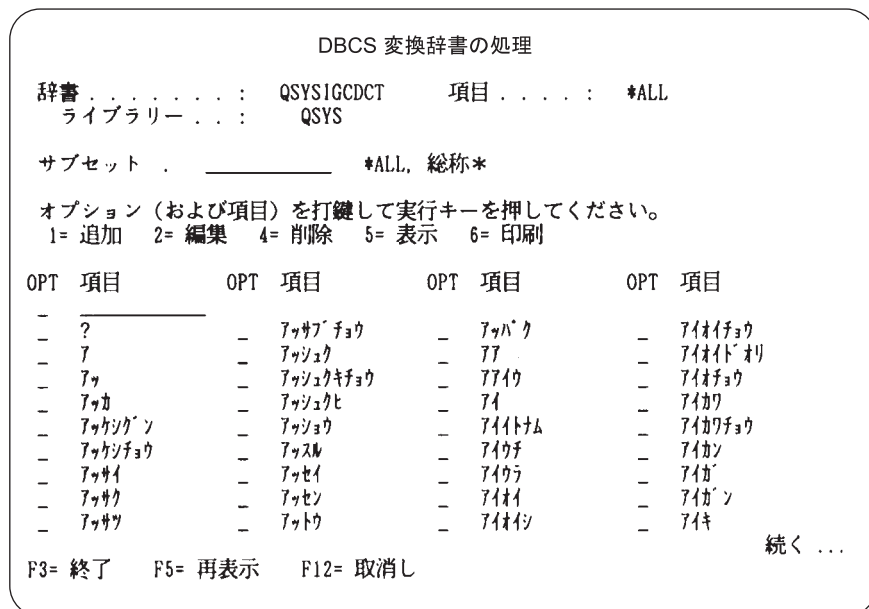 DBCS 変換辞書の処理
辞書 . . . . . . . :   QSYSIGCDCT   項目 . . . . :   *ALL
ライブラリー . . :   QSYS
サブセット . __________ *ALL, 総称*
オプション（および項目）を打鍵して実行キーを押してください。
1= 追加   2= 編集   4= 削除   5= 表示   6= 印刷
OPT 項目   OPT 項目   OPT 項目   OPT 項目
_ __________
_ ?   _ ｱｯｻﾌﾞﾁｮｳ   _ ｱｯﾊﾟｸ   _ ｱｲｵｲﾁｮｳ
_ ｱ   _ ｱｯｼｭｸ   _ ｱｱ   _ ｱｲｵｲﾄﾞｵﾘ
_ ｱｯ   _ ｱｯｼｭｸｷﾁｮｳ   _ ｱｱｲｳ   _ ｱｲｵﾁｮｳ
_ ｱｯｶ   _ ｱｯｼｭｸﾋ   _ ｱｲ   _ ｱｲｶﾜ
_ ｱｯｹｼｸﾞﾝ   _ ｱｯｼｮｳ   _ ｱｲｲﾄﾅﾑ   _ ｱｲｶﾜﾁｮｳ
_ ｱｯｹｼﾁｮｳ   _ ｱｯｽﾙ   _ ｱｲｳﾁ   _ ｱｲｶﾝ
_ ｱｯｻｲ   _ ｱｯｾｲ   _ ｱｲｳﾗ   _ ｱｲｶﾞ
_ ｱｯｻｸ   _ ｱｯｾﾝ   _ ｱｲｵｲ   _ ｱｲｶﾞﾝ
_ ｱｯｻﾂ   _ ｱｯﾄｳ   _ ｱｲｵｲｼ   _ ｱｲｷ
続く ...
F3= 終了   F5= 再表示   F12= 取消し